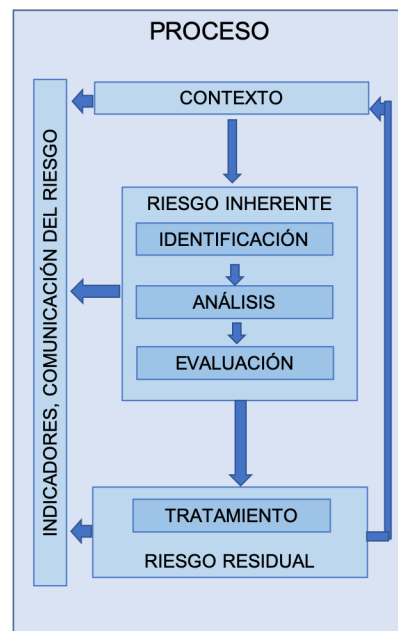 PROCESO
CONTEXTO
INDICADORES, COMUNICACIÓN DEL RIESGO
RIESGO INHERENTE
IDENTIFICACIÓN
ANÁLISIS
EVALUACIÓN
TRATAMIENTO
RIESGO RESIDUAL